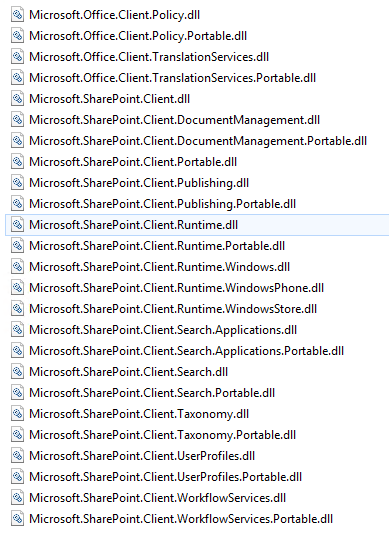 Microsoft.Office.Client.Policy.dll
Microsoft.Office.Client.Policy.Portable.dll
Microsoft.Office.Client.TranslationServices.dll
Microsoft.Office.Client.TranslationServices.Portable.dll
Microsoft.SharePoint.Client.dll
Microsoft.SharePoint.Client.DocumentManagement.dll
Microsoft.SharePoint.Client.DocumentManagement.Portable.dll
Microsoft.SharePoint.Client.Portable.dll
Microsoft.SharePoint.Client.Publishing.dll
Microsoft.SharePoint.Client.Publishing.Portable.dll
Microsoft.SharePoint.Client.Runtime.dll
Microsoft.SharePoint.Client.Runtime.Portable.dll
Microsoft.SharePoint.Client.Runtime.Windows.dll
Microsoft.SharePoint.Client.Runtime.WindowsPhone.dll
Microsoft.SharePoint.Client.Runtime.WindowsStore.dll
Microsoft.SharePoint.Client.Search.Applications.dll
Microsoft.SharePoint.Client.Search.Applications.Portable.dll
Microsoft.SharePoint.Client.Search.dll
Microsoft.SharePoint.Client.Search.Portable.dll
Microsoft.SharePoint.Client.Taxonomy.dll
Microsoft.SharePoint.Client.Taxonomy.Portable.dll
Microsoft.SharePoint.Client.UserProfiles.dll
Microsoft.SharePoint.Client.UserProfiles.Portable.dll
Microsoft.SharePoint.Client.WorkflowServices.dll
Microsoft.SharePoint.Client.WorkflowServices.Portable.dll